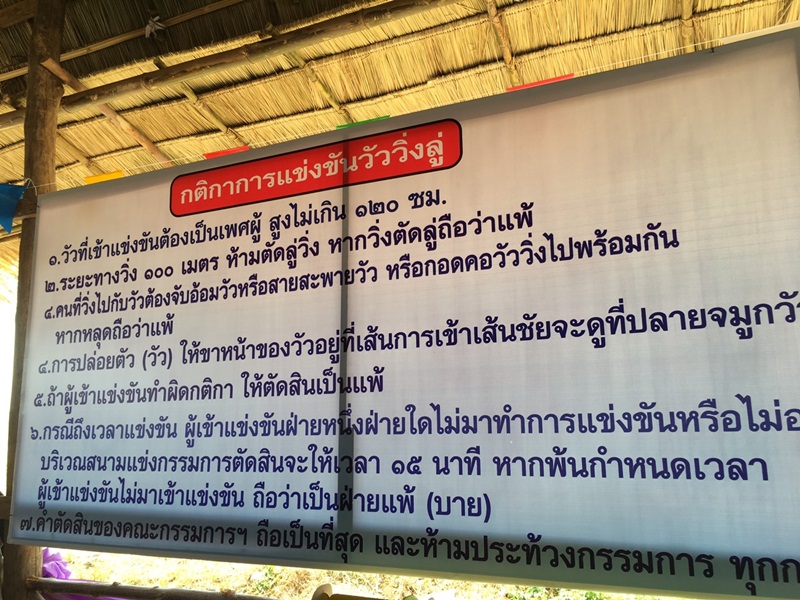 กติกาการแข่งขันวัววิ่งลู่
๑.วัวที่เข้าแข่งขันต้องเป็นเพศผู้ สูงไม่เกิน ๑๒๐ ซม.
๒.ระยะทางวิ่ง ๑๐๐ เมตร ห้ามตัดลู่วิ่ง หากวิ่งตัดลู่ถือว่าแพ้
๔.คนที่วิ่งไปกับวัวต้องจับอ้อมวัวหรือสายสะพายวัว หรือกอดคอวัววิ่งไปพร้อมกัน
หากหลุดถือว่าแพ้
๔.การปล่อยตัว (วัว) ให้ขาหน้าของวัวอยู่ที่เส้นการเข้าเส้นชัยจะดูที่ปลายจมูกวัว
๕.ถ้าผู้เข้าแข่งขันทำผิดกติกา ให้ตัดสินเป็นแพ้
๖.กรณีถึงเวลาแข่งขัน ผู้เข้าแข่งขันฝ่ายหนึ่งฝ่ายใดไม่มาทำการแข่งขันหรือไม่
บริเวณสนามแข่งกรรมการตัดสินจะให้เวลา ๑๕ นาที หากพ้นกำหนดเวลา
ผู้เข้าแข่งขันไม่มาเข้าแข่งขัน ถือว่าเป็นฝ่ายแพ้ (บาย)
๗.คำตัดสินของคณะกรรมการฯ ถือเป็นที่สุด และห้ามประท้วงกรรมการ